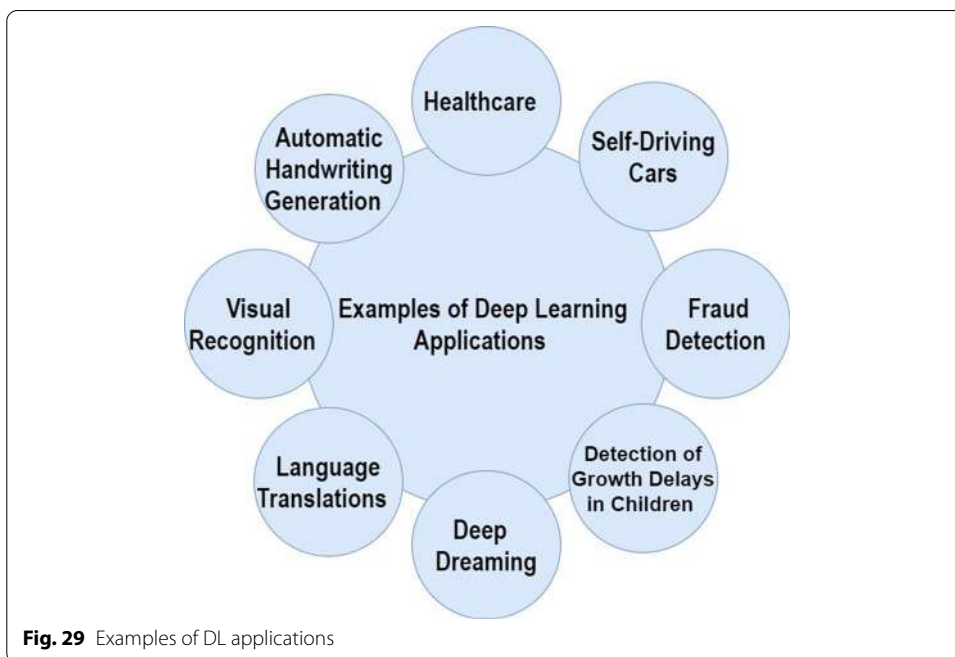 Healthcare
Self-Driving
Cars
Fraud
Detection
Detection of
Growth Delays
in Children
Deep
Dreaming
Language
Translations
Visual
Recognition
Automatic
Handwriting
Generation
Examples of Deep Learning
Applications
Fig. 29 Examples of DL applications